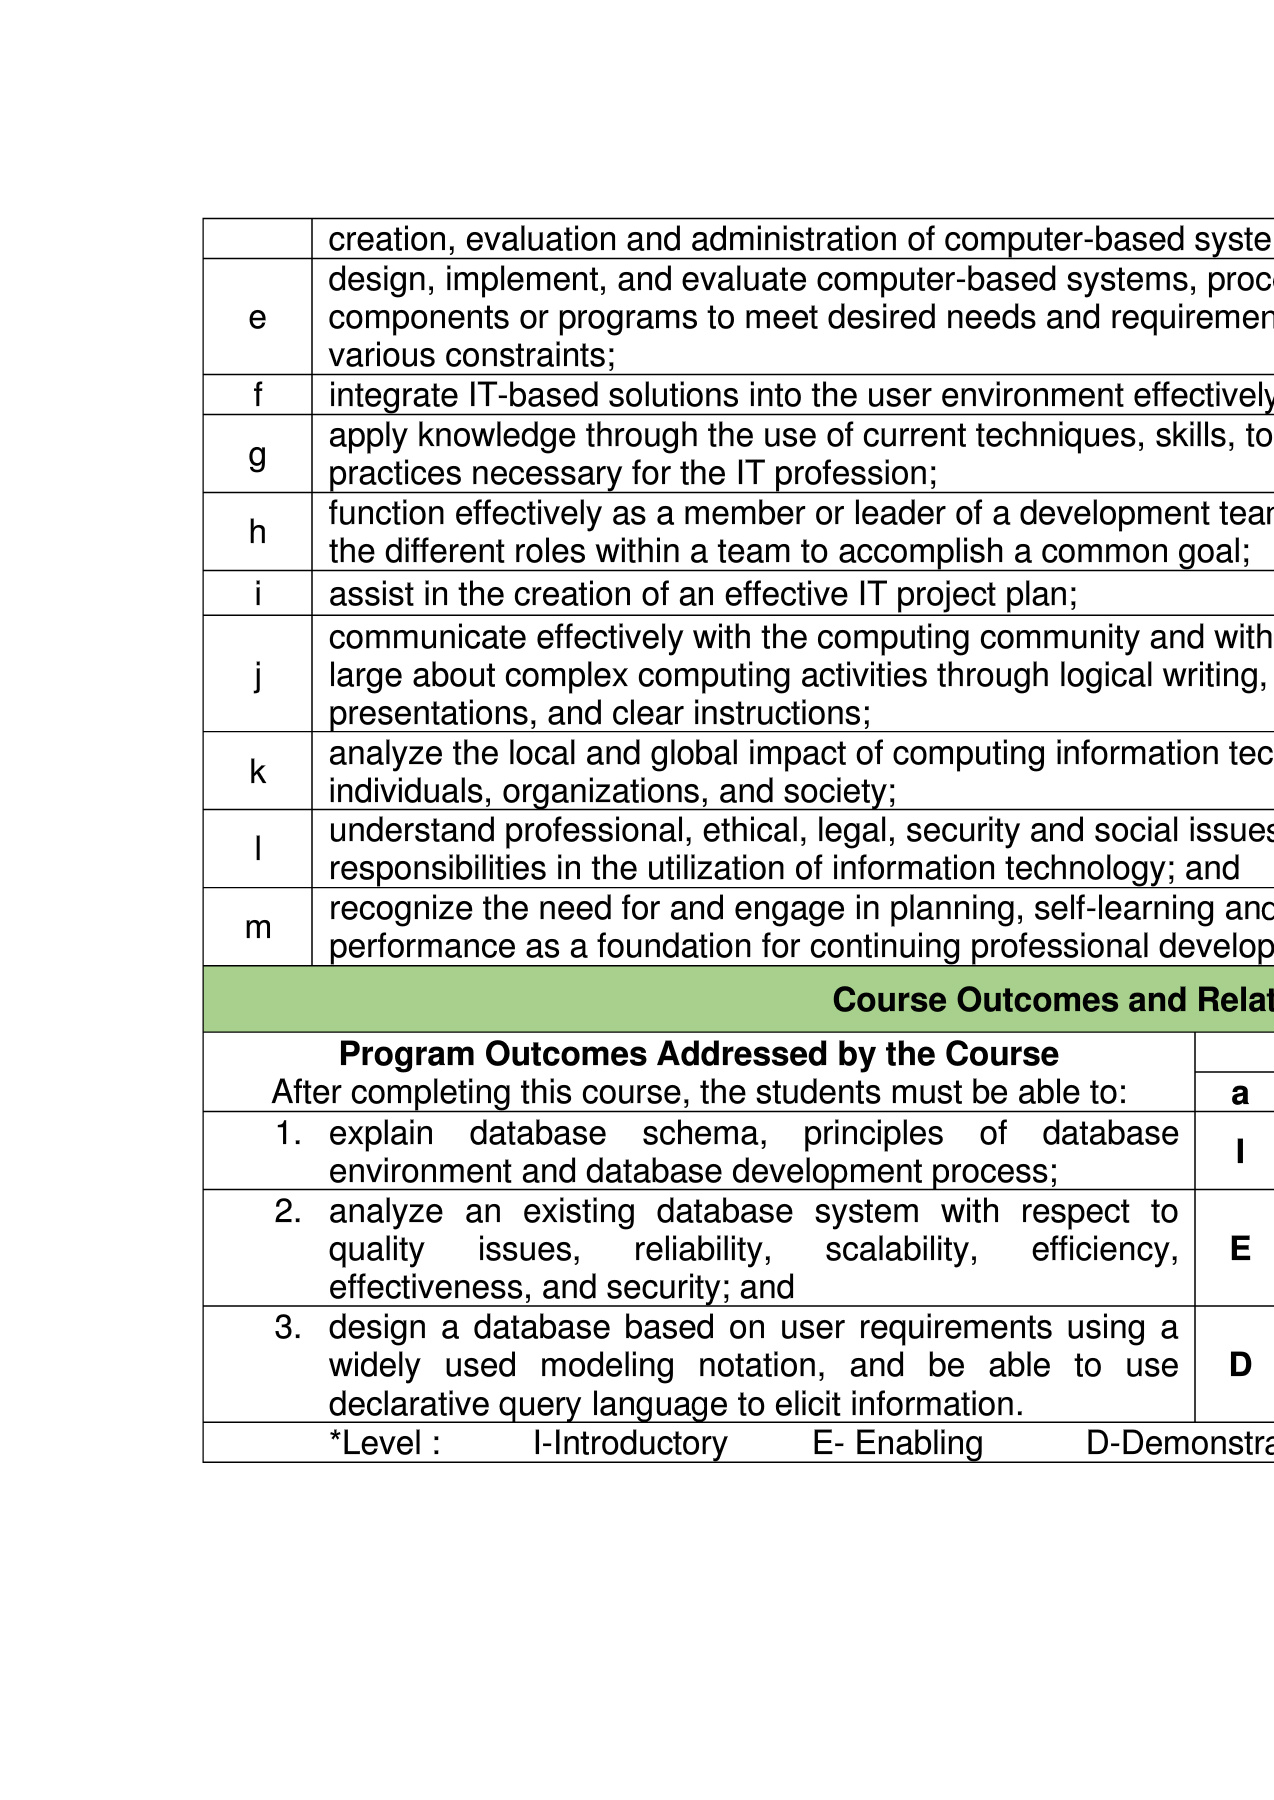 creation, evaluation and administration of computer-based syste
e
design, implement, and evaluate computer-based systems, proc
components or programs to meet desired needs and requiremen
various constraints;
f
integrate IT-based solutions into the user environment effectively
g
apply knowledge through the use of current techniques, skills, to
practices necessary for the IT profession;
h
function effectively as a member or leader of a development tear
the different roles within a team to accomplish a common goal;
i
assist in the creation of an effective IT project plan;
j
communicate effectively with the computing community and with
large about complex computing activities through logical writing,
presentations, and clear instructions;
k
analyze the local and global impact of computing information tec
individuals, organizations, and society;
l
understand professional, ethical, legal, security and social issues
responsibilities in the utilization of information technology; and
m
recognize the need for and engage in planning, self-learning and
performance as a foundation for continuing professional develop
Course Outcomes and Relat
Program Outcomes Addressed by the Course
After completing this course, the students must be able to:
a
1. explain database schema, principles of database
environment and database development process;
I
2. analyze an existing database system with respect to
quality issues, reliability, scalability, efficiency,
effectiveness, and security; and
E
3. design a database based on user requirements using a
widely used modeling notation, and be able to use
declarative query language to elicit information.
D
*Level : I-Introductory E- Enabling D-Demonstra